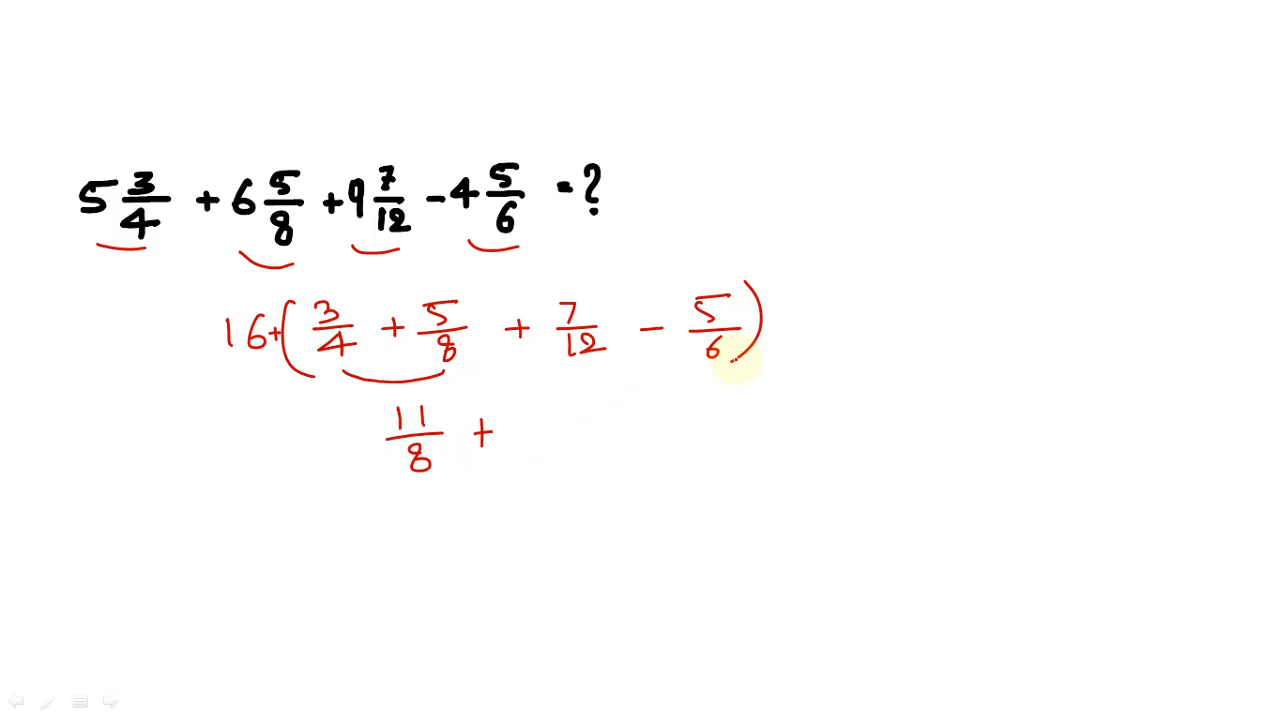 5 3/4 + 6 5/8 + 9 7/12 - 4 5/6 = ?
16+(3/4 + 5/8 + 7/12 - 5/6)
11/8 +